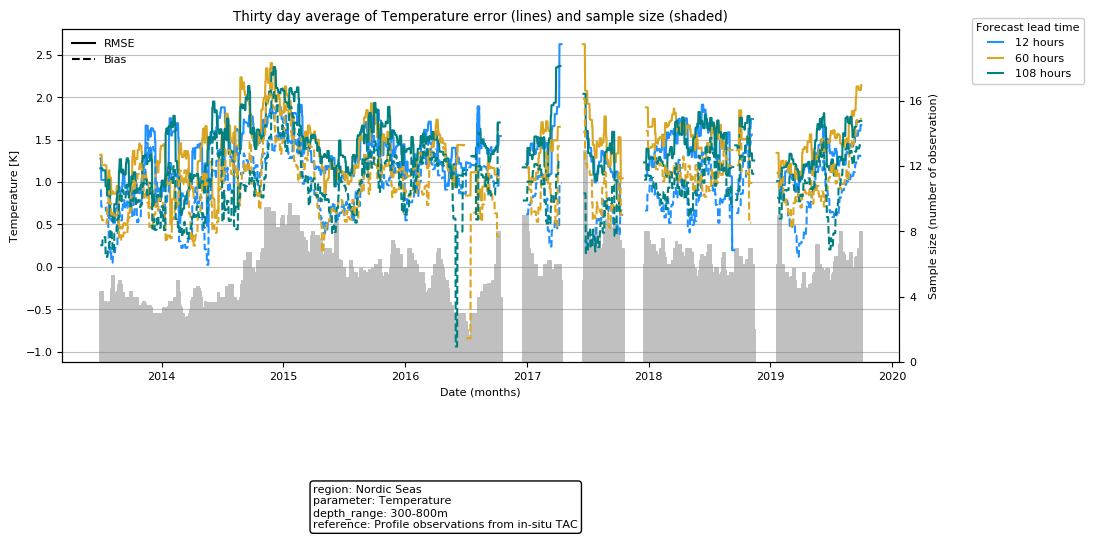 Thirty day average of Temperature error (lines) and sample size (shaded)
Forecast lead time
12 hours
60 hours
108 hours
RMSE
Bias
Temperature [K]
2.5
2.0
1.5
1.0
0.5
0.0
−0.5
−1.0
16
12
8
4
0
Sample size (number of observation)
2014
2015
2016
2017
2018
2019
2020
Date (months)
region: Nordic Seas
parameter: Temperature
depth_range: 300-800m
reference: Profile observations from in-situ TAC